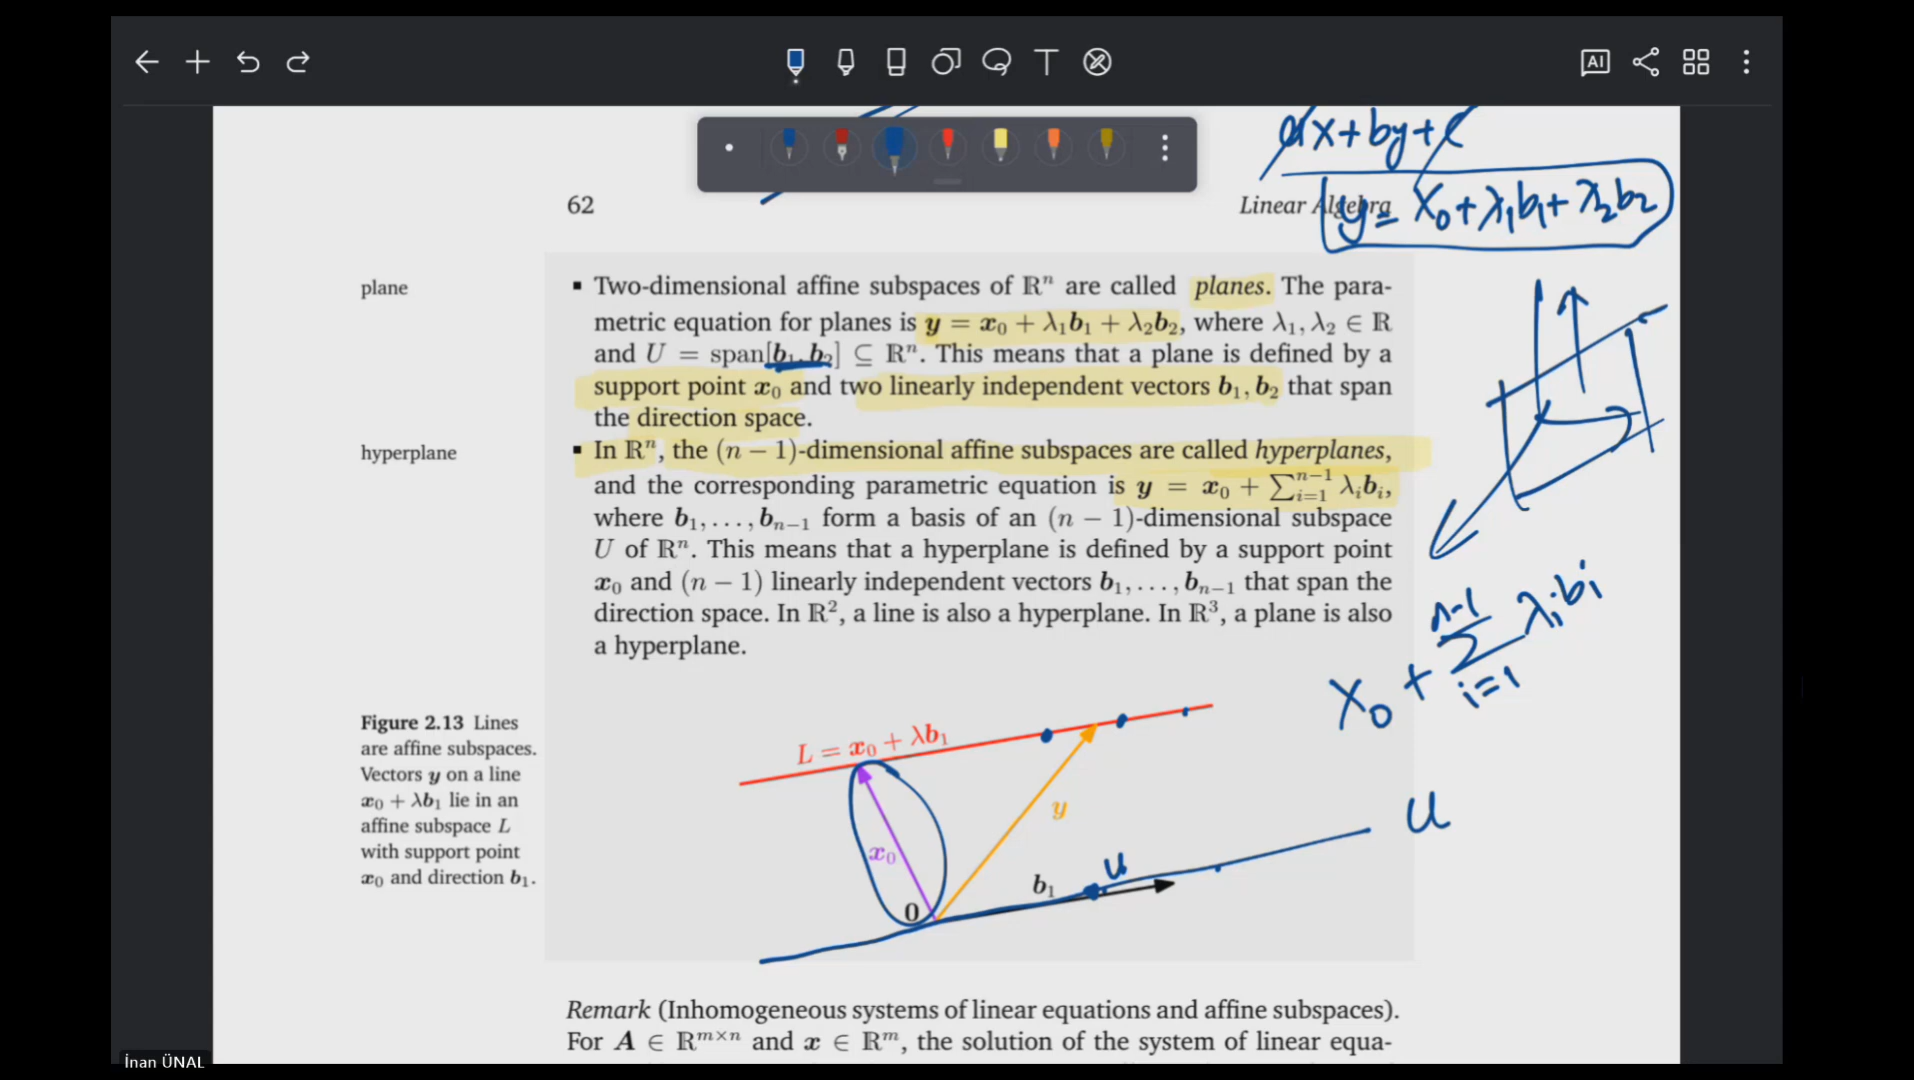 AI
ax+by+c
62
Linear Algebra
y = x₀+λ₁b₁+λ₂b₂
plane
▪ Two-dimensional affine subspaces of ℝⁿ are called planes. The para-
metric equation for planes is y = x₀ + λ₁b₁ + λ₂b₂, where λ₁, λ₂ ∈ ℝ
and U = span[b₁, b₂] ⊆ ℝⁿ. This means that a plane is defined by a
support point x₀ and two linearly independent vectors b₁, b₂ that span
the direction space.
hyperplane
▪ In ℝⁿ, the (n − 1)-dimensional affine subspaces are called hyperplanes,
and the corresponding parametric equation is y = x₀ + ∑ᵢ₌₁ⁿ⁻¹ λᵢbᵢ,
where b₁, . . . , bₙ₋₁ form a basis of an (n − 1)-dimensional subspace
U of ℝⁿ. This means that a hyperplane is defined by a support point
x₀ and (n − 1) linearly independent vectors b₁, . . . , bₙ₋₁ that span the
direction space. In ℝ², a line is also a hyperplane. In ℝ³, a plane is also
a hyperplane.
x₀ + ∑ᵢ₌₁ⁿ⁻¹ λᵢbᵢ
Figure 2.13 Lines
are affine subspaces.
Vectors y on a line
x₀ + λb₁ lie in an
affine subspace L
with support point
x₀ and direction b₁.
L = x₀ + λb₁
y
x₀
u
U
b₁
0
Remark (Inhomogeneous systems of linear equations and affine subspaces).
For A ∈ ℝᵐˣⁿ and x ∈ ℝᵐ, the solution of the system of linear equa-
İnan ÜNAL